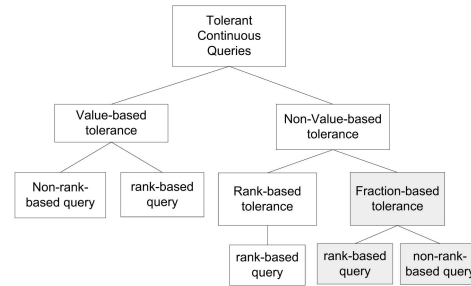 Tolerant
Continuous
Queries
Value-based
tolerance
Non-Value-based
tolerance
Non-rank-
based query
rank-based
query
Rank-based
tolerance
Fraction-based
tolerance
rank-based
query
rank-based
query
non-rank-
based query